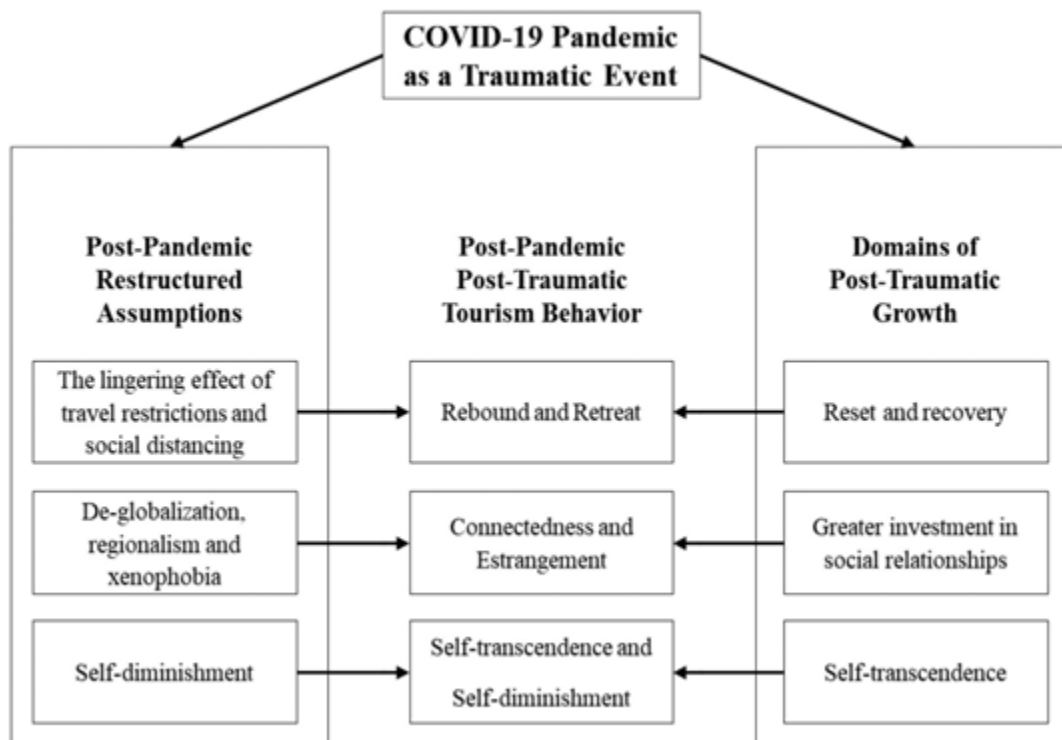 COVID-19 Pandemic
as a Traumatic Event
Post-Pandemic
Restructured
Assumptions
Post-Pandemic
Post-Traumatic
Tourism Behavior
Domains of
Post-Traumatic
Growth
The lingering effect of
travel restrictions and
social distancing
Rebound and Retreat
Reset and recovery
De-globalization,
regionalism and
xenophobia
Connectedness and
Estrangement
Greater investment in
social relationships
Self-diminishment
Self-transcendence and
Self-diminishment
Self-transcendence